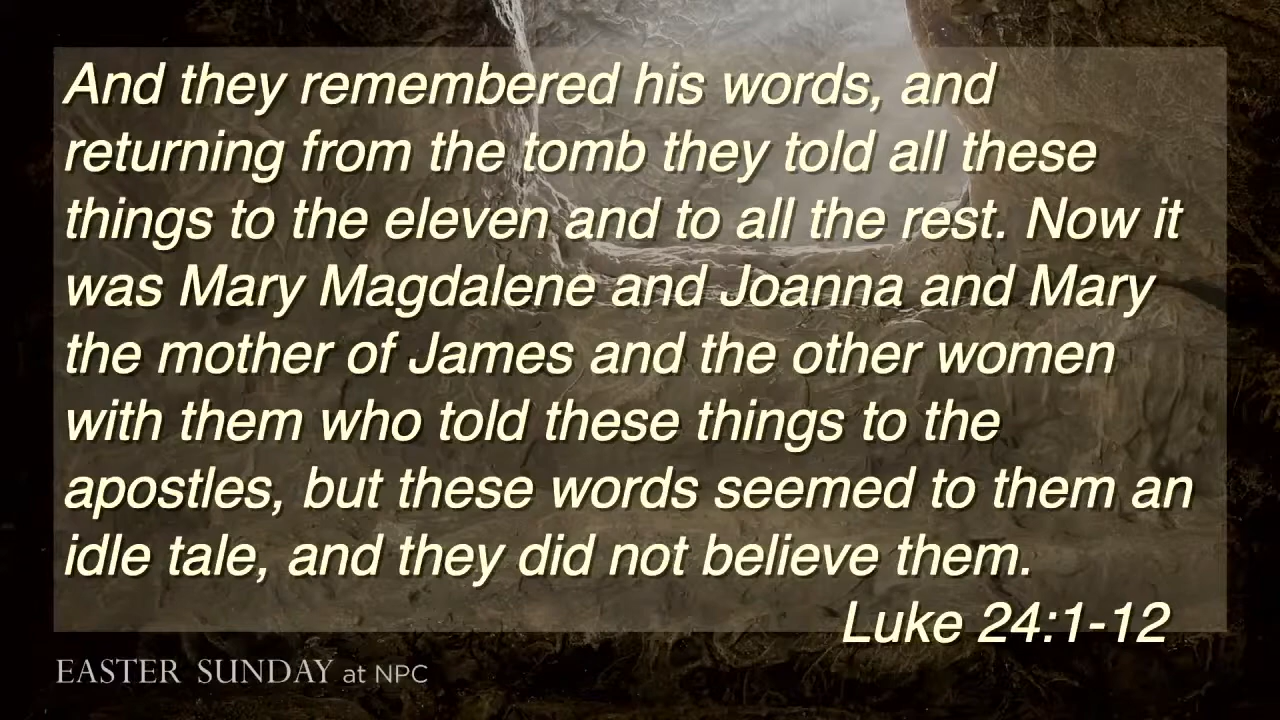 And they remembered his words, and
returning from the tomb they told all these
things to the eleven and to all the rest. Now it
was Mary Magdalene and Joanna and Mary
the mother of James and the other women
with them who told these things to the
apostles, but these words seemed to them an
idle tale, and they did not believe them.
Luke 24:1-12
EASTER SUNDAY at NPC